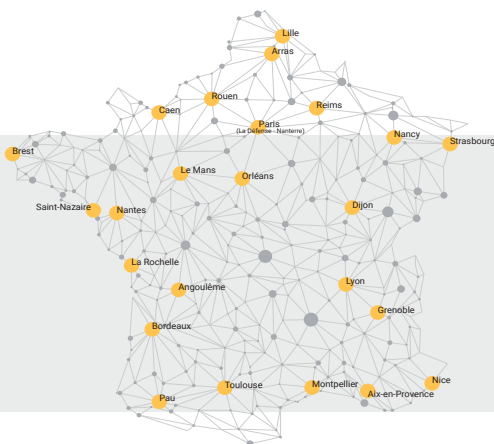 Lille
Arras
Rouen
Caen
Reims
Paris
(La Défense - Nanterre)
Nancy
Strasbourg
Brest
Le Mans
Orléans
Saint-Nazaire
Nantes
Dijon
La Rochelle
Angoulême
Lyon
Grenoble
Bordeaux
Toulouse
Montpellier
Nice
Aix-en-Provence
Pau